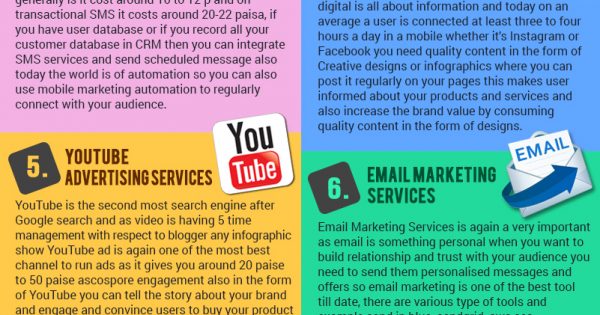 generally is it cost around 10 to 12 p and on
transactional SMS it costs around 20-22 paisa, if
you have user database or if you record all your
customer database in CRM then you can integrate
SMS services and send scheduled message also
today the world is of automation so you can also
use mobile marketing automation to regularly
connect with your audience.
digital is all about information and today on an
average a user is connected at least three to four
hours a day in a mobile whether it's Instagram or
Facebook you need quality content in the form of
Creative designs or infographics where you can
post it regularly on your pages this makes user
informed about your products and services and
also increase the brand value by consuming
quality content in the form of designs.
5. YOUTUBE
ADVERTISING SERVICES
You
Tube
YouTube is the second most search engine after
Google search and as video is having 5 time
management with respect to blogger any infographic
show YouTube ad is again one of the most best
channel to run ads as it gives you around 20 paise
to 50 paise ascospore engagement also in the form
of YouTube you can tell the story about your brand
and engage and convince users to buy your product
6. EMAIL MARKETING
SERVICES
EMAIL
Email Marketing Services is again a very important
as email is something personal when you want to
build relationship and trust with your audience you
need to send them personalised messages and
offers so email marketing is one of the best tool
till date, there are various type of tools and